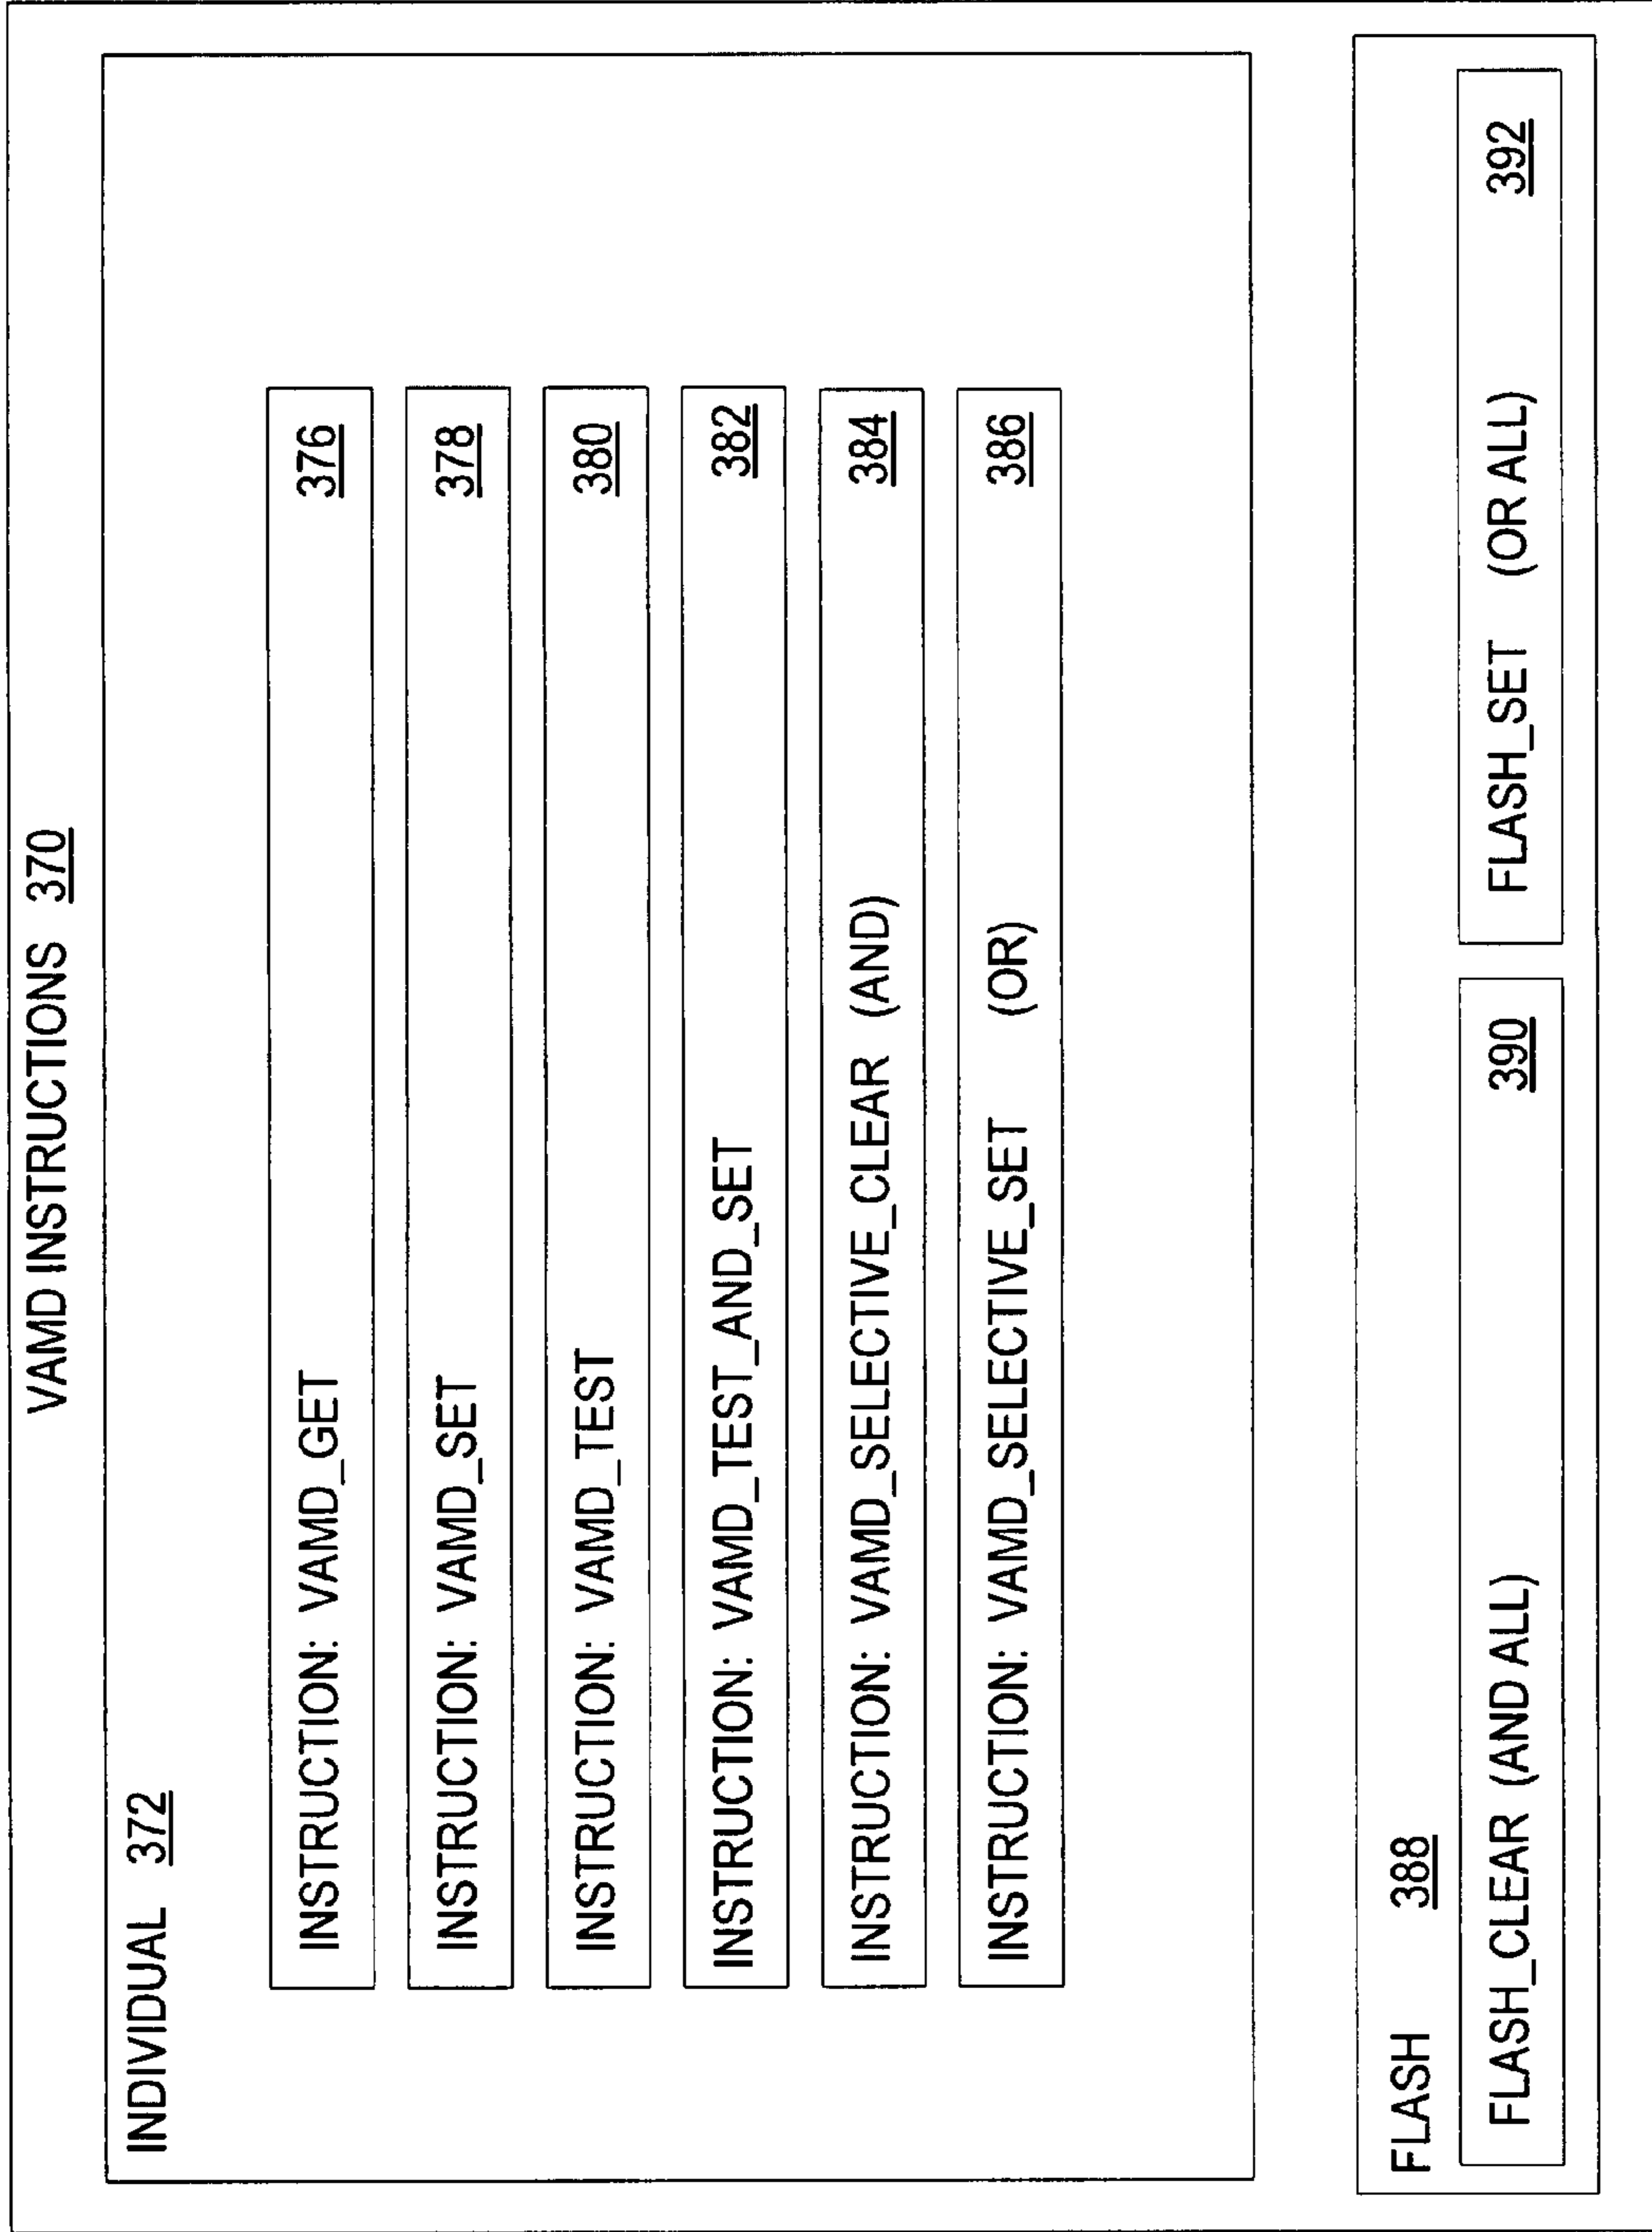 VAMD INSTRUCTIONS 370
INDIVIDUAL 372
INSTRUCTION: VAMD_GET 376
INSTRUCTION: VAMD_SET 378
INSTRUCTION: VAMD_TEST 380
INSTRUCTION: VAMD_TEST_AND_SET 382
INSTRUCTION: VAMD_SELECTIVE_CLEAR (AND) 384
INSTRUCTION: VAMD_SELECTIVE_SET (OR) 386
FLASH 388
FLASH_CLEAR (AND ALL) 390
FLASH_SET (OR ALL) 392